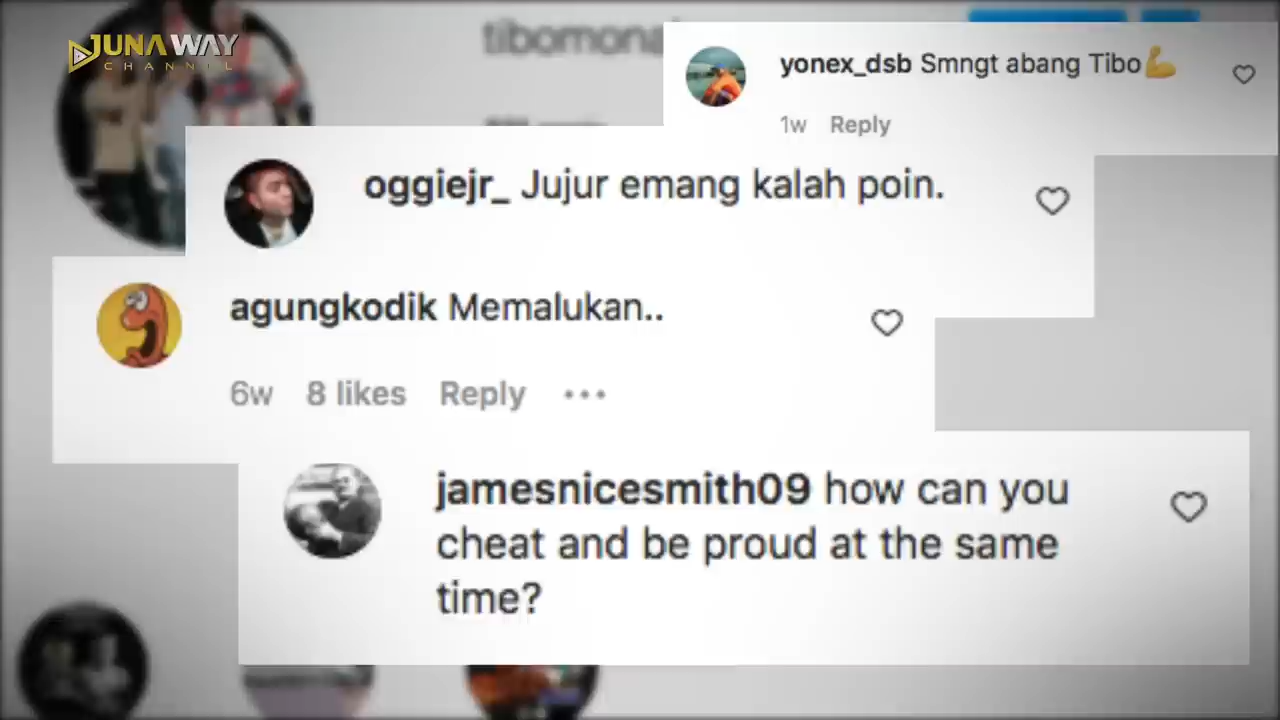 JUNA WAY
CHANNEL
tibomona
yonex_dsb Smngt abang Tibo💪
1w Reply
oggiejr_ Jujur emang kalah poin.
agungkodik Memalukan..
6w 8 likes Reply
jamesnicesmith09 how can you
cheat and be proud at the same
time?